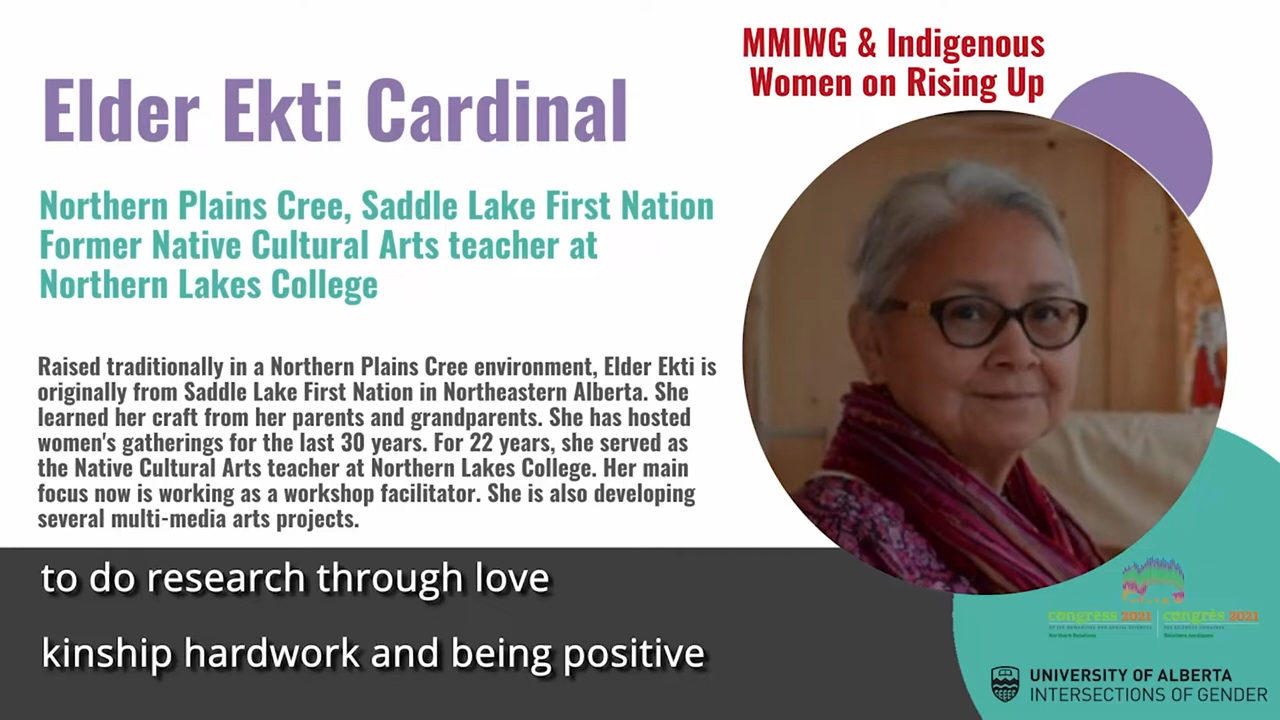 MMIWG & Indigenous
Women on Rising Up
Elder Ekti Cardinal
Northern Plains Cree, Saddle Lake First Nation
Former Native Cultural Arts teacher at
Northern Lakes College
Raised traditionally in a Northern Plains Cree environment, Elder Ekti is
originally from Saddle Lake First Nation in Northeastern Alberta. She
learned her craft from her parents and grandparents. She has hosted
women's gatherings for the last 30 years. For 22 years, she served as
the Native Cultural Arts teacher at Northern Lakes College. Her main
focus now is working as a workshop facilitator. She is also developing
several multi-media arts projects.
to do research through love
kinship hardwork and being positive
congress 2021 congrès 2021
Northern Relations
UNIVERSITY OF ALBERTA
INTERSECTIONS OF GENDER